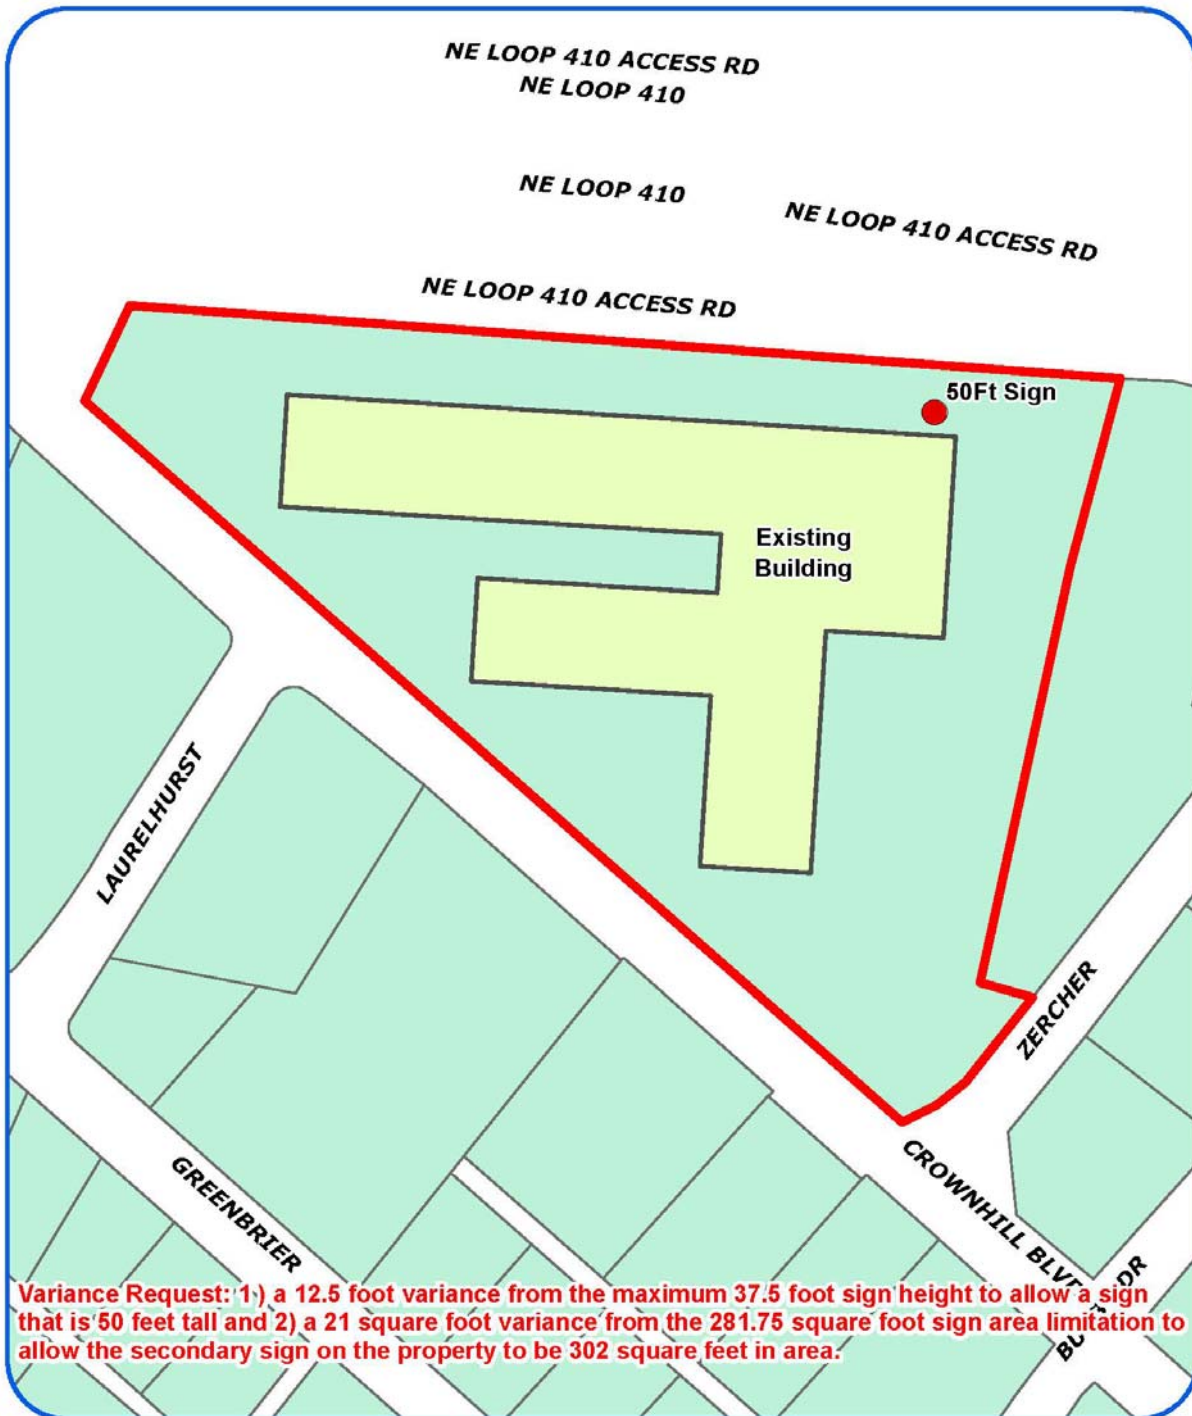 NE LOOP 410 ACCESS RD
NE LOOP 410
NE LOOP 410
NE LOOP 410 ACCESS RD
NE LOOP 410 ACCESS RD
50Ft Sign
Existing
Building
LAURELHURST
ZERCHER
CROWNHILL BLVD
GREENBRIER
DR
Variance Request: 1) a 12.5 foot variance from the maximum 37.5 foot sign height to allow a sign
that is 50 feet tall and 2) a 21 square foot variance from the 281.75 square foot sign area limitation to
allow the secondary sign on the property to be 302 square feet in area.